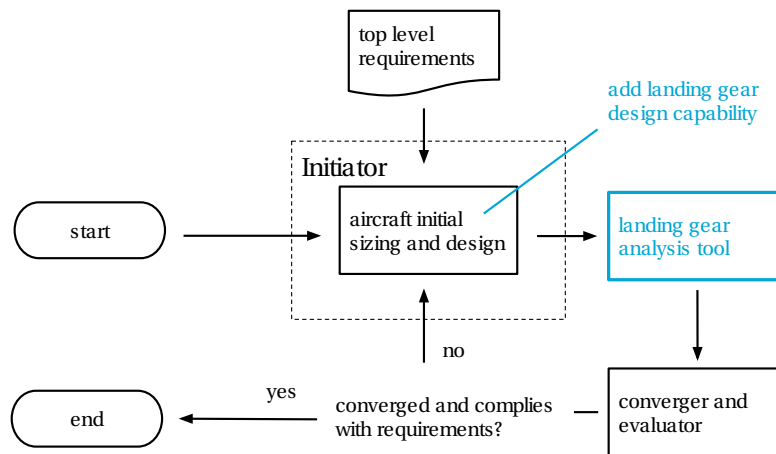 top level
requirements
add landing gear
design capability
Initiator
start
aircraft initial
sizing and design
landing gear
analysis tool
no
yes
end
converged and complies
with requirements?
converger and
evaluator